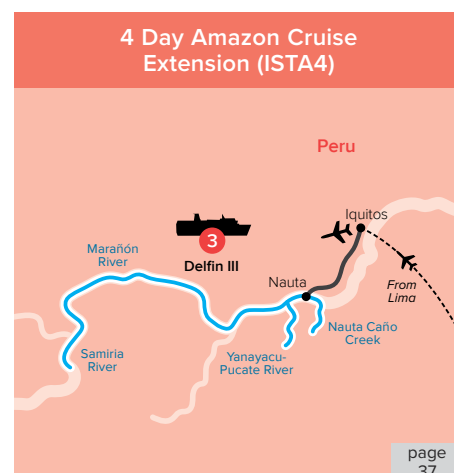 4 Day Amazon Cruise
Extension (ISTA4)
Peru
Iquitos
3
Delfin III
Marañón
River
Nauta
From
Lima
Nauta Caño
Creek
Samiria
River
Yanayacu-
Pucate River
page
37